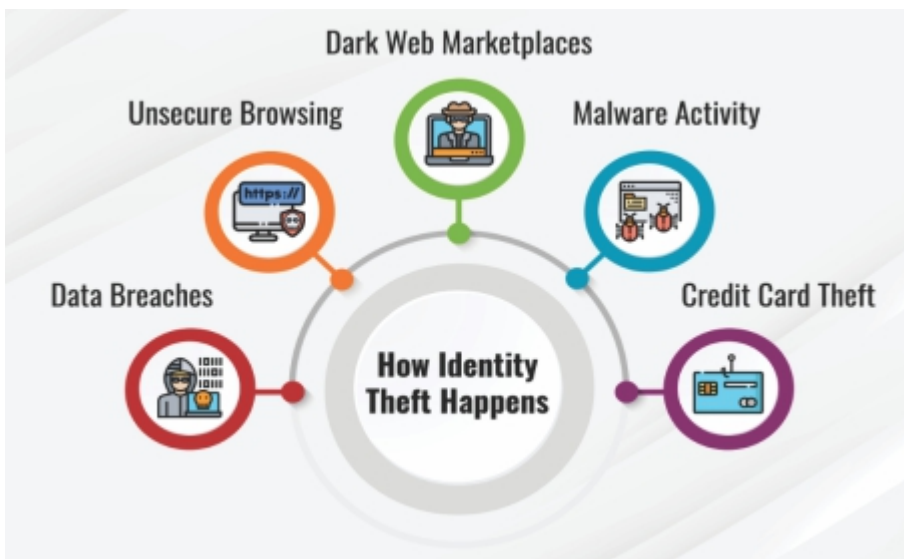 Dark Web Marketplaces
Unsecure Browsing
Malware Activity
https://
Data Breaches
Credit Card Theft
How Identity
Theft Happens